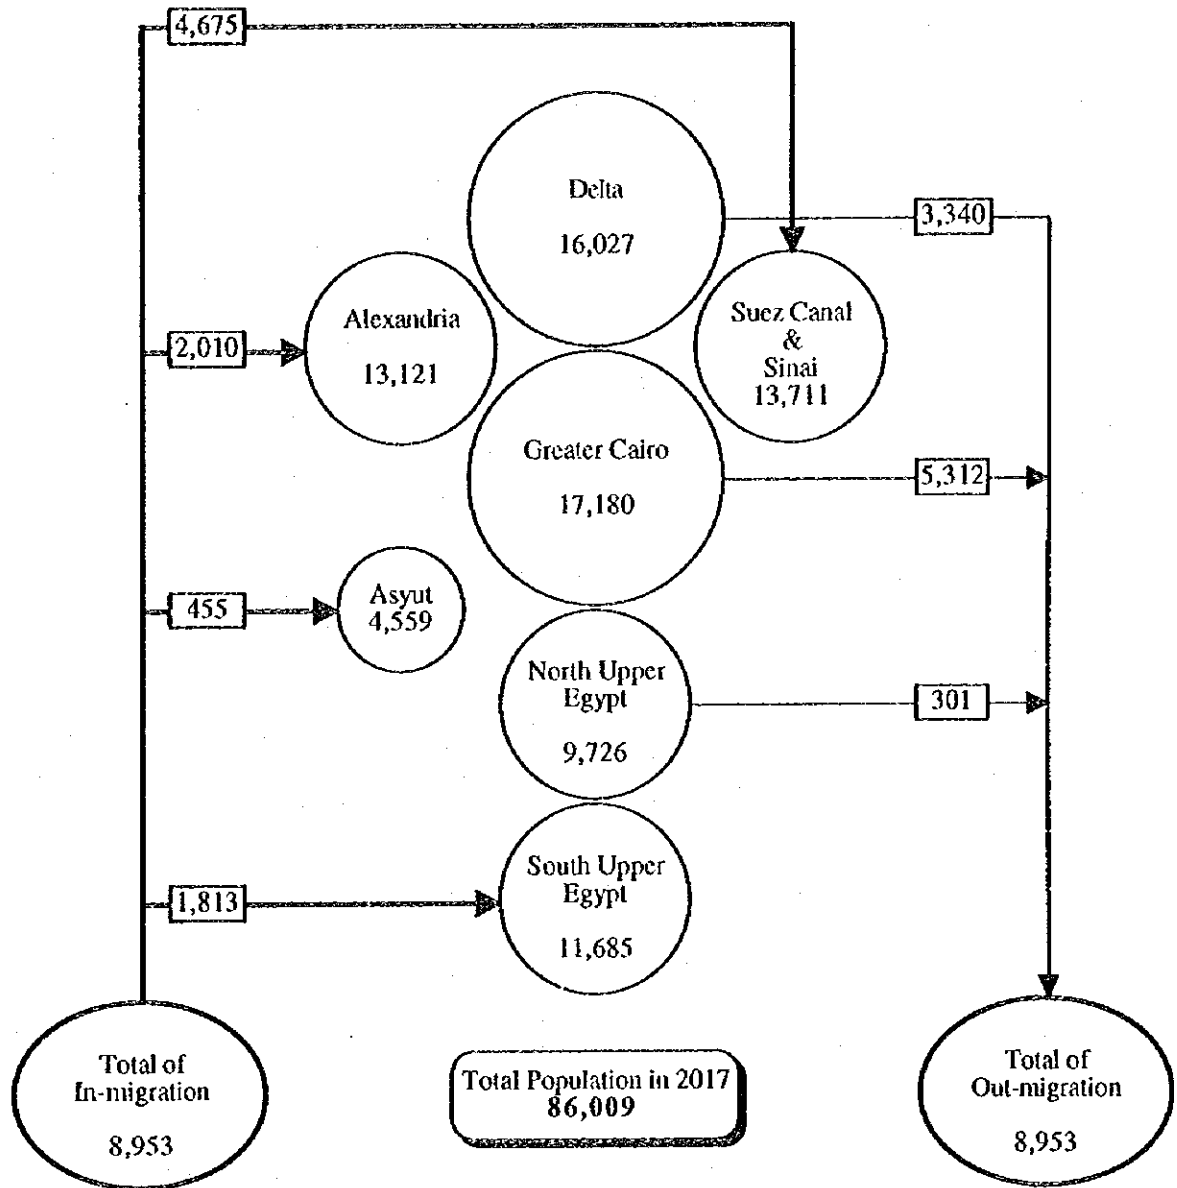 4,675
Delta
16,027
3,340
Alexandria
13,121
2,010
Suez Canal
&
Sinai
13,711
Greater Cairo
17,180
5,312
455
Asyut
4,559
North Upper
Egypt
9,726
301
1,813
South Upper
Egypt
11,685
Total of
In-migration
8,953
Total Population in 2017
86,009
Total of
Out-migration
8,953